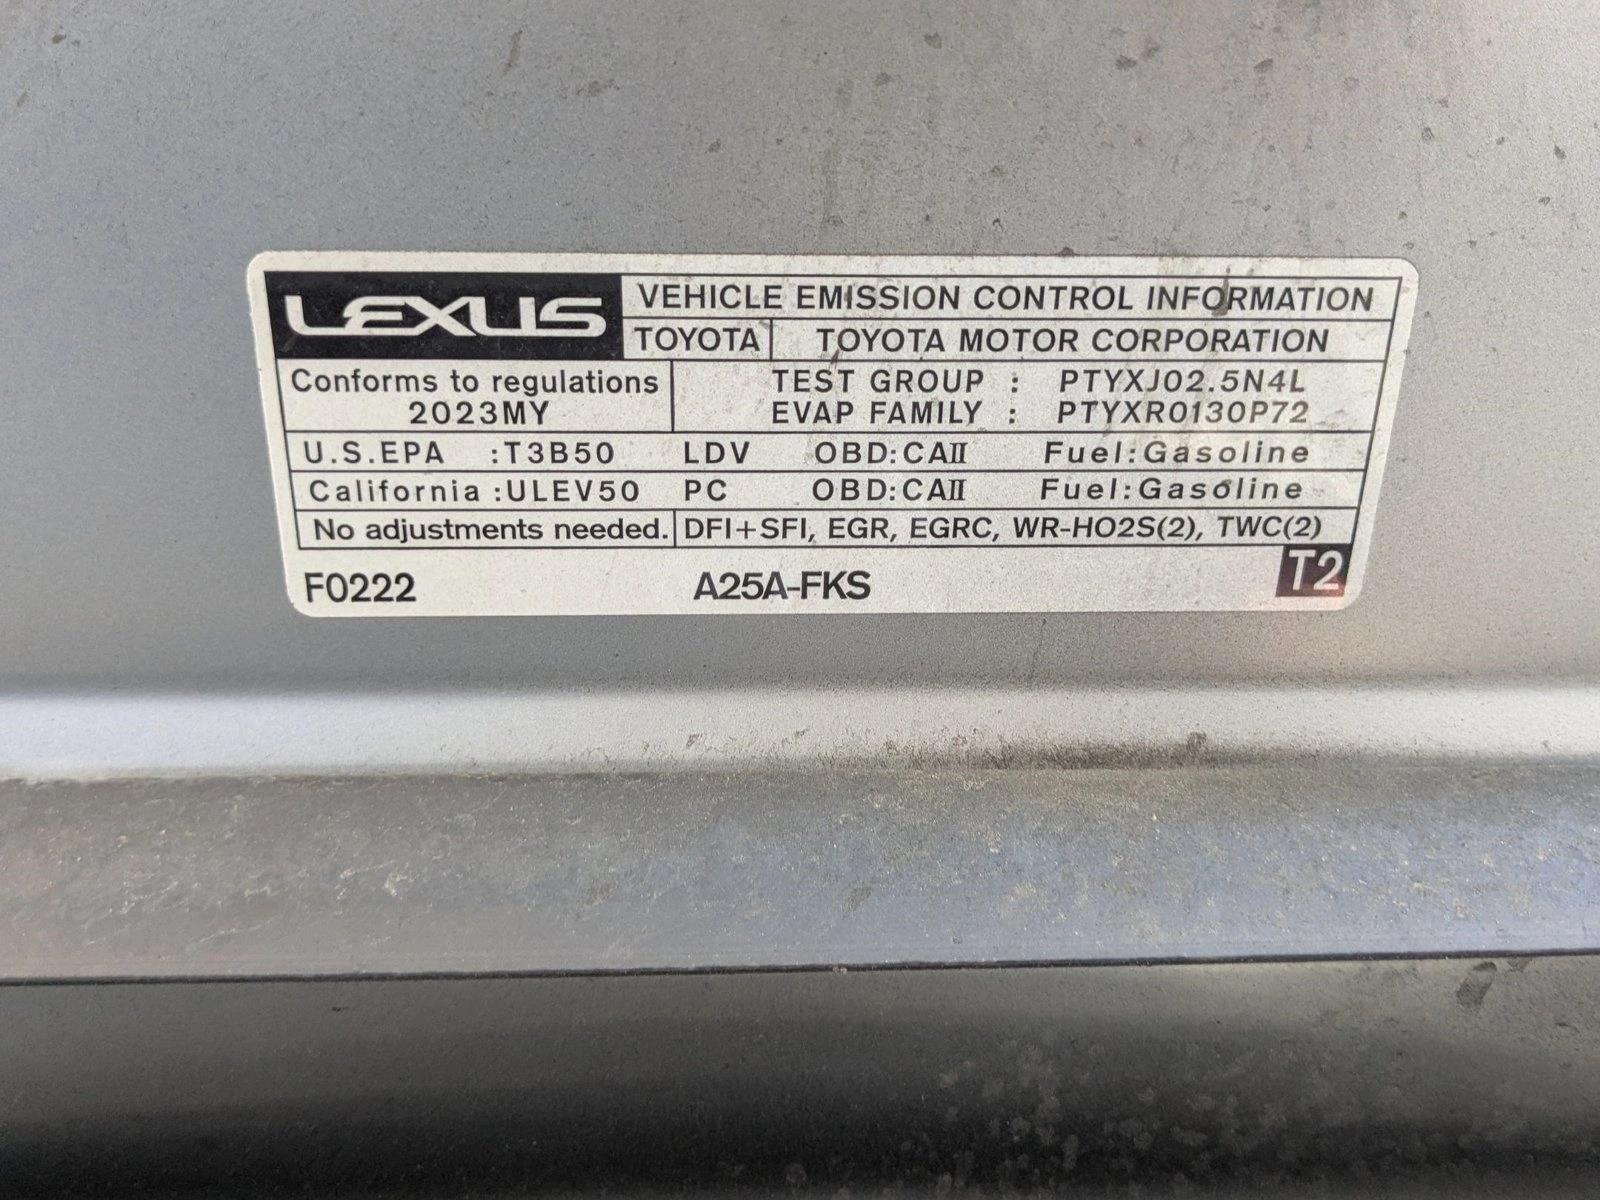 LEXUS VEHICLE EMISSION CONTROL INFORMATION
TOYOTA TOYOTA MOTOR CORPORATION
Conforms to regulations TEST GROUP : PTYXJ02.5N4L
2023MY EVAP FAMILY : PTYXR0130P72
U.S.EPA :T3B50 LDV OBD:CAⅡ Fuel:Gasoline
California :ULEV50 PC OBD:CAⅡ Fuel:Gasoline
No adjustments needed. DFI+SFI, EGR, EGRC, WR-HO2S(2), TWC(2)
F0222 A25A-FKS T2